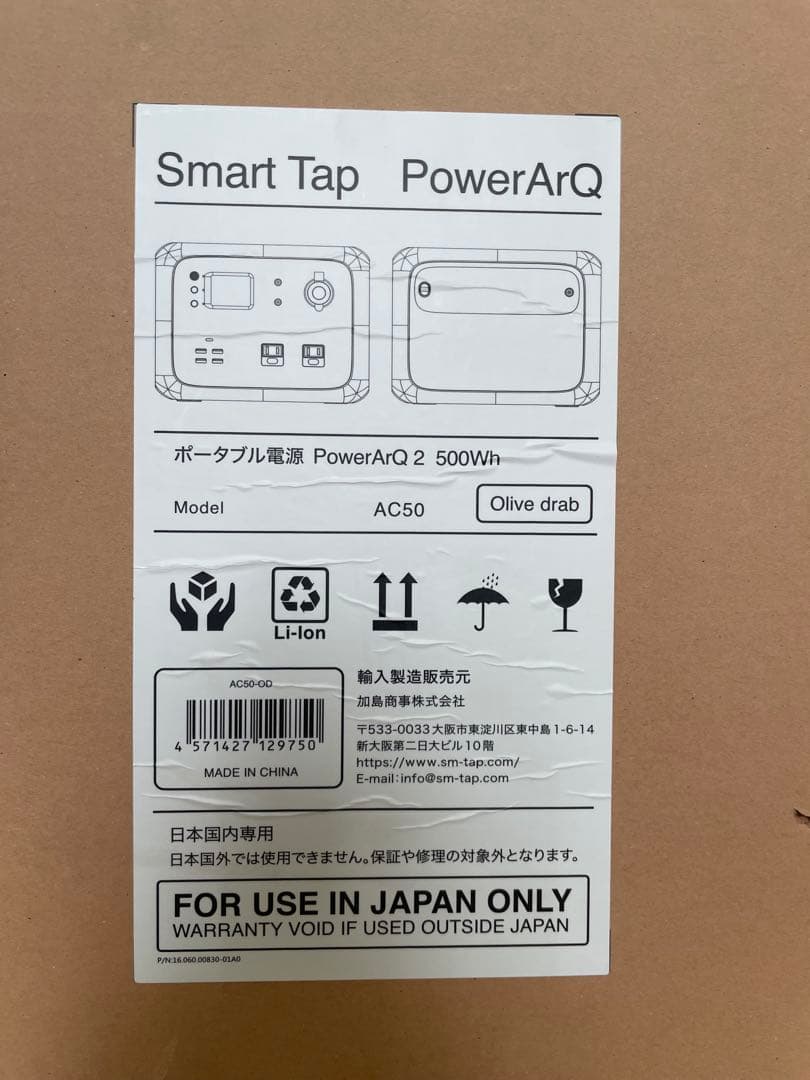 Smart Tap PowerArQ
ポータブル電源 PowerArQ 2 500Wh
Model AC50 Olive drab
Li-Ion
AC50-OD
4 571427 129750
MADE IN CHINA
輸入製造販売元
加島商事株式会社
〒533-0033大阪市東淀川区東中島1-6-14
新大阪第二日大ビル10階
https://www.sm-tap.com/
E-mail:info@sm-tap.com
日本国内専用
日本国外では使用できません。保証や修理の対象外となります。
FOR USE IN JAPAN ONLY
WARRANTY VOID IF USED OUTSIDE JAPAN
P/N:16.060.00830-01A0